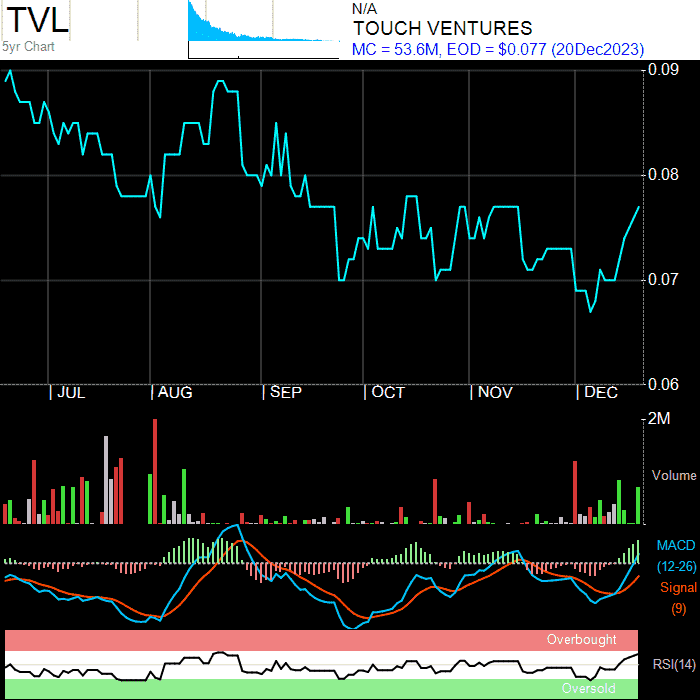 TVL
5yr Chart
N/A
TOUCH VENTURES
MC = 53.6M, EOD = $0.077 (20Dec2023)
0.09
0.08
0.07
0.06
| JUL | AUG | SEP | OCT | NOV | DEC
2M
Volume
MACD
(12-26)
Signal
(9)
Overbought
RSI(14)
Oversold